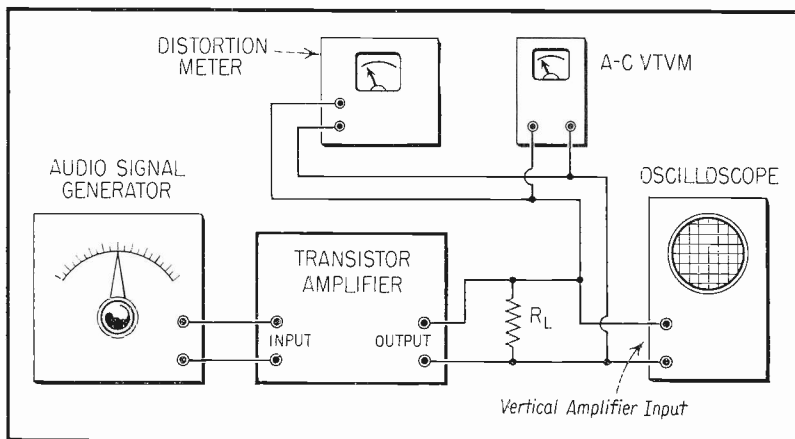 DISTORTION
METER
A-C VTVM
AUDIO SIGNAL
GENERATOR
OSCILLOSCOPE
TRANSISTOR
AMPLIFIER
INPUT
OUTPUT
RL
Vertical Amplifier Input